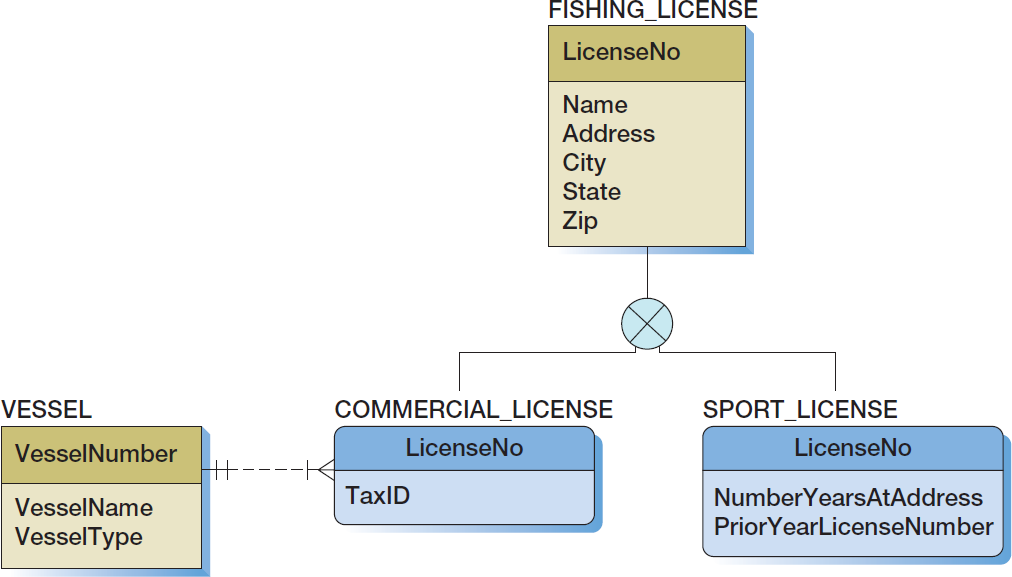 FISHING_LICENSE
LicenseNo
Name
Address
City
State
Zip
VESSEL
VesselNumber
VesselName
VesselType
COMMERCIAL_LICENSE
LicenseNo
TaxID
SPORT_LICENSE
LicenseNo
NumberYearsAtAddress
PriorYearLicenseNumber